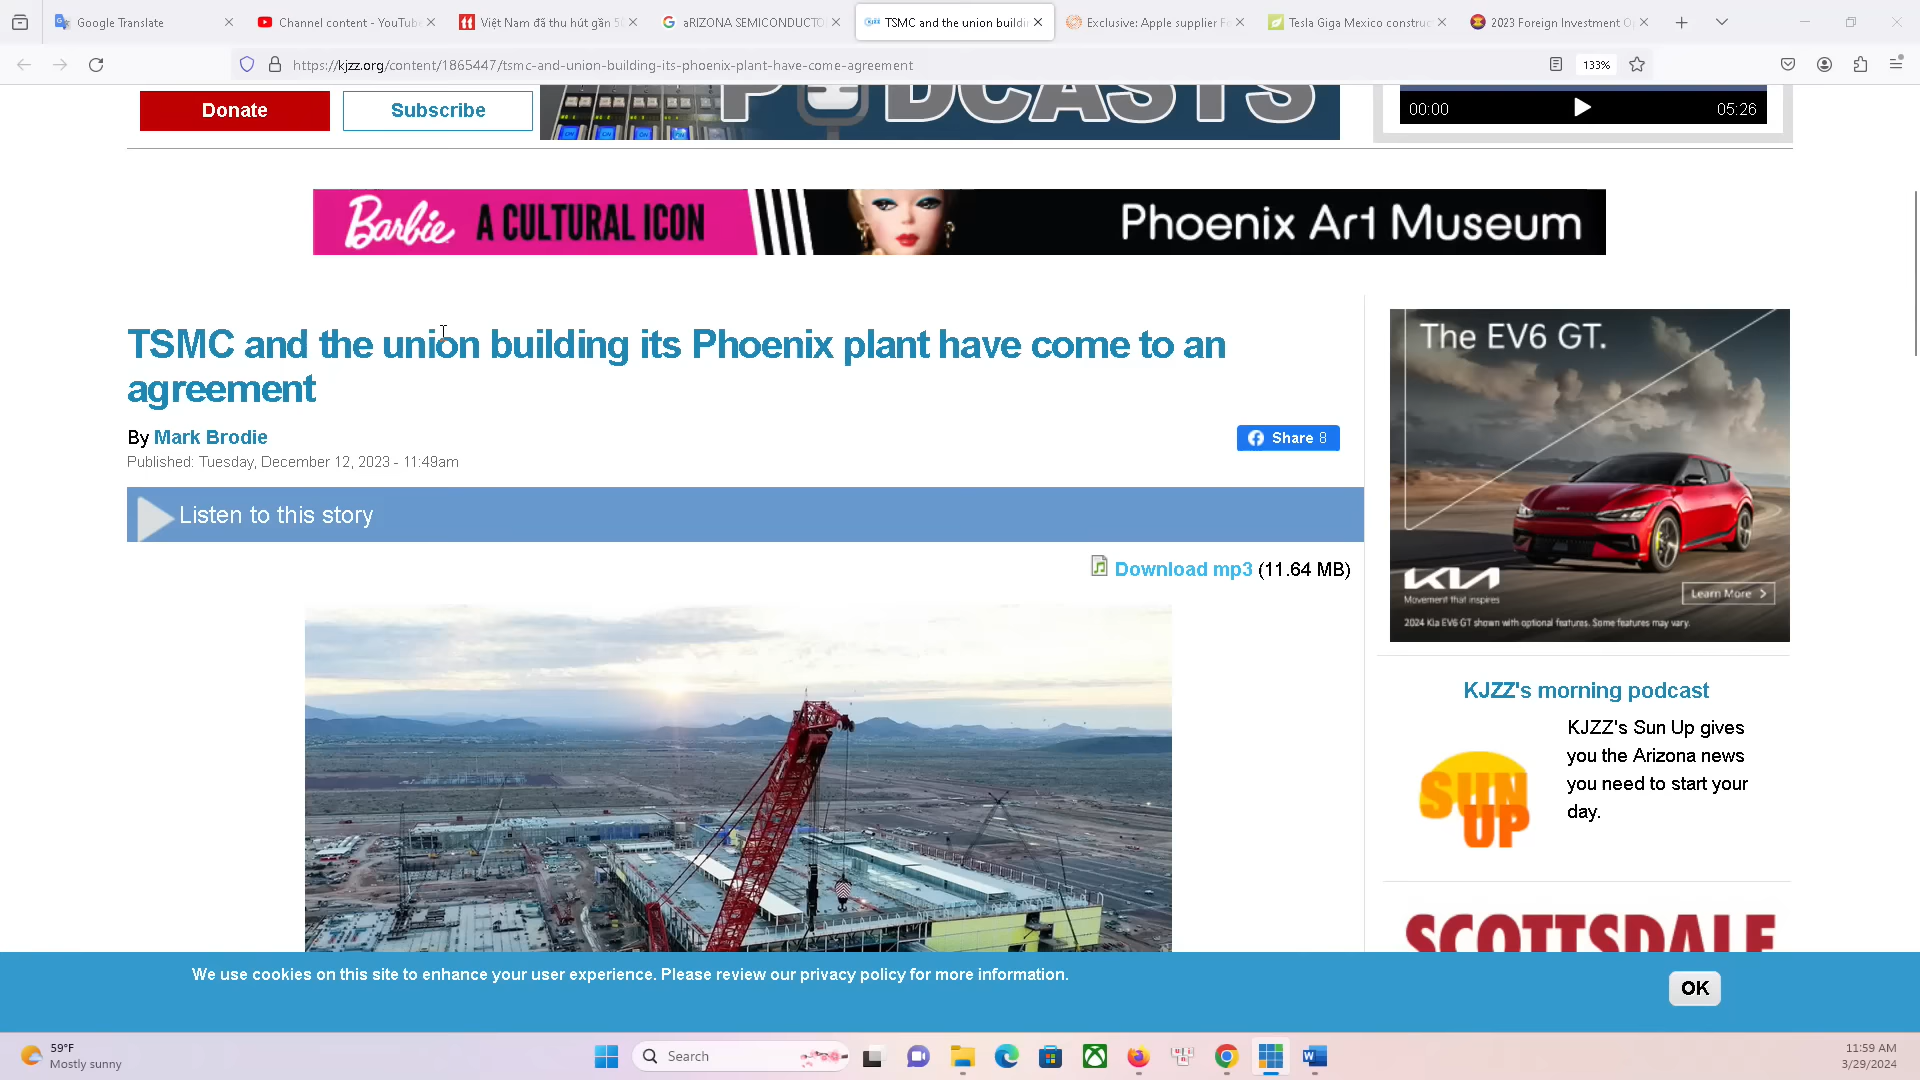 Google Translate
Channel content - YouTube
Việt Nam đã thu hút gần 50
aRIZONA SEMICONDUCTO
TSMC and the union buildin
Exclusive: Apple supplier Fo
Tesla Giga Mexico construc
2023 Foreign Investment O
https://kjzz.org/content/1865447/tsmc-and-union-building-its-phoenix-plant-have-come-agreement
133%
Donate
Subscribe
PODCASTS
00:00
05:26
Barbie A CULTURAL ICON
Phoenix Art Museum
TSMC and the union building its Phoenix plant have come to an
agreement
By Mark Brodie
Share 8
Published: Tuesday, December 12, 2023 - 11:49am
Listen to this story
Download mp3 (11.64 MB)
The EV6 GT.
KIA
Movement that inspires
Learn More >
2024 Kia EV6 GT shown with optional features. Some features may vary.
KJZZ's morning podcast
SUN
UP
KJZZ's Sun Up gives
you the Arizona news
you need to start your
day.
SCOTTSDALE
We use cookies on this site to enhance your user experience. Please review our privacy policy for more information.
OK
59°F
Mostly sunny
Search
11:59 AM
3/29/2024